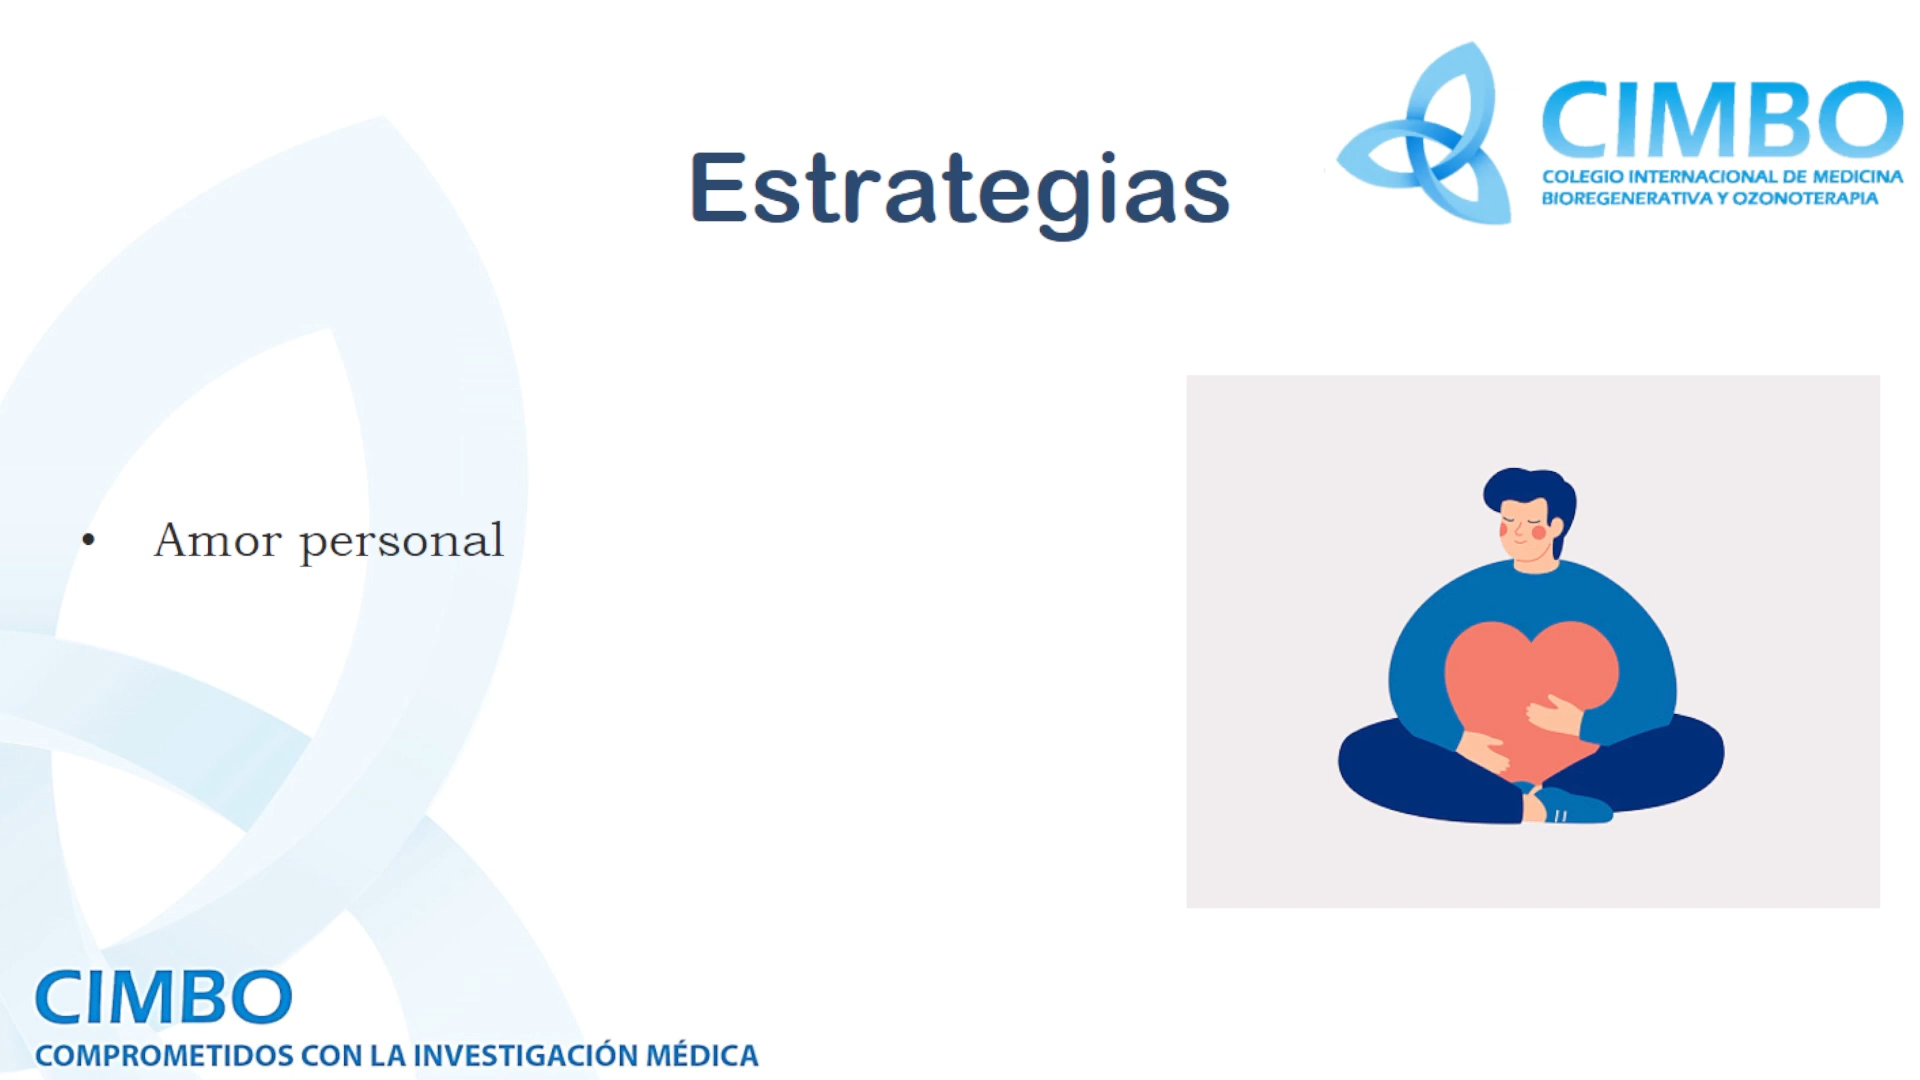 CIMBO
COLEGIO INTERNACIONAL DE MEDICINA
BIOREGENERATIVA Y OZONOTERAPIA
Estrategias
• Amor personal
CIMBO
COMPROMETIDOS CON LA INVESTIGACIÓN MÉDICA